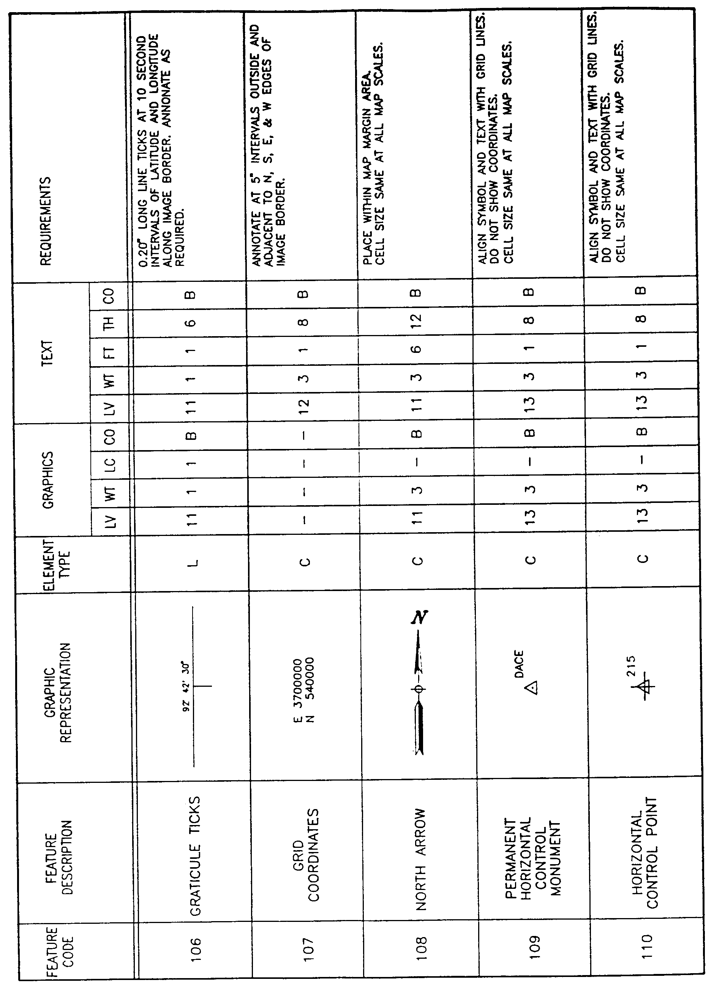 FEATURE CODE
FEATURE DESCRIPTION
GRAPHIC REPRESENTATION
ELEMENT TYPE
GRAPHICS
TEXT
REQUIREMENTS
LV WT LC CO LV WT FT TH CO
106
GRATICULE TICKS
92° 42' 30"
L
11 1 1 B 11 1 1 6 B
0.20" LONG LINE TICKS AT 10 SECOND
INTERVALS OF LATITUDE AND LONGITUDE
ALONG IMAGE BORDER. ANNONATE AS
REQUIRED.
107
GRID
COORDINATES
E 3700000
N 540000
C
- - - - 12 3 1 8 B
ANNOTATE AT 5" INTERVALS OUTSIDE AND
ADJACENT TO N, S, E, & W EDGES OF
IMAGE BORDER.
108
NORTH ARROW
N
C
11 3 - B 11 3 6 12 B
PLACE WITHIN MAP MARGIN AREA.
CELL SIZE SAME AT ALL MAP SCALES.
109
PERMANENT
HORIZONTAL
CONTROL
MONUMENT
DACE
C
13 3 - B 13 3 1 8 B
ALIGN SYMBOL AND TEXT WITH GRID LINES.
DO NOT SHOW COORDINATES.
CELL SIZE SAME AT ALL MAP SCALES.
110
HORIZONTAL
CONTROL POINT
215
C
13 3 - B 13 3 1 8 B
ALIGN SYMBOL AND TEXT WITH GRID LINES.
DO NOT SHOW COORDINATES.
CELL SIZE SAME AT ALL MAP SCALES.